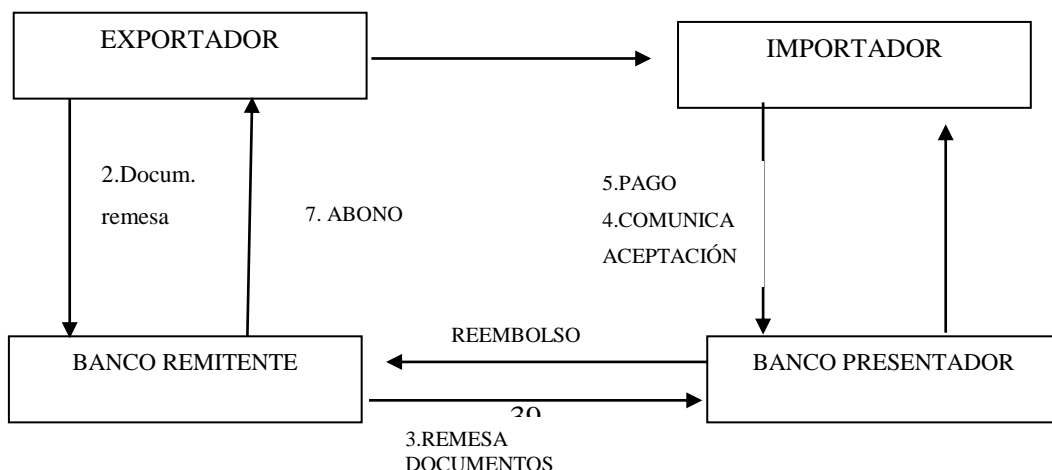 EXPORTADOR
IMPORTADOR
2.Docum.
remesa
7. ABONO
5.PAGO
4.COMUNICA
ACEPTACIÓN
REEMBOLSO
BANCO REMITENTE
BANCO PRESENTADOR
3.REMESA
DOCUMENTOS